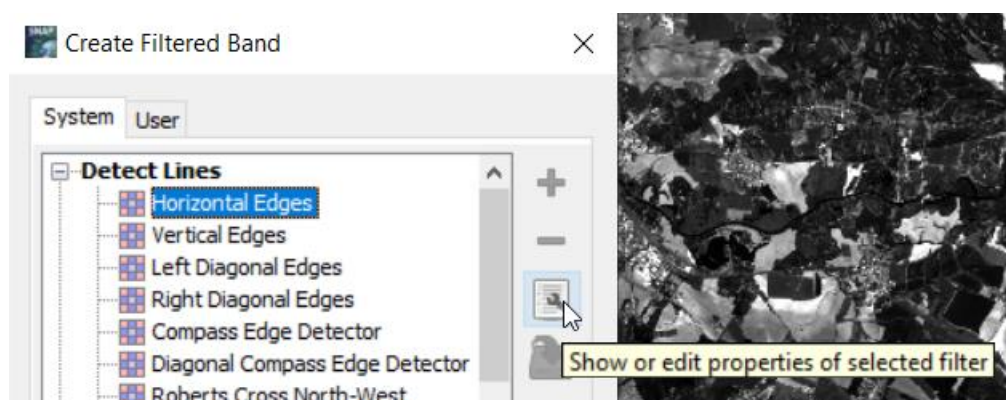 SNAP
Create Filtered Band
System User
Detect Lines
Horizontal Edges
Vertical Edges
Left Diagonal Edges
Right Diagonal Edges
Compass Edge Detector
Diagonal Compass Edge Detector
Roberts Cross North-West
Show or edit properties of selected filter